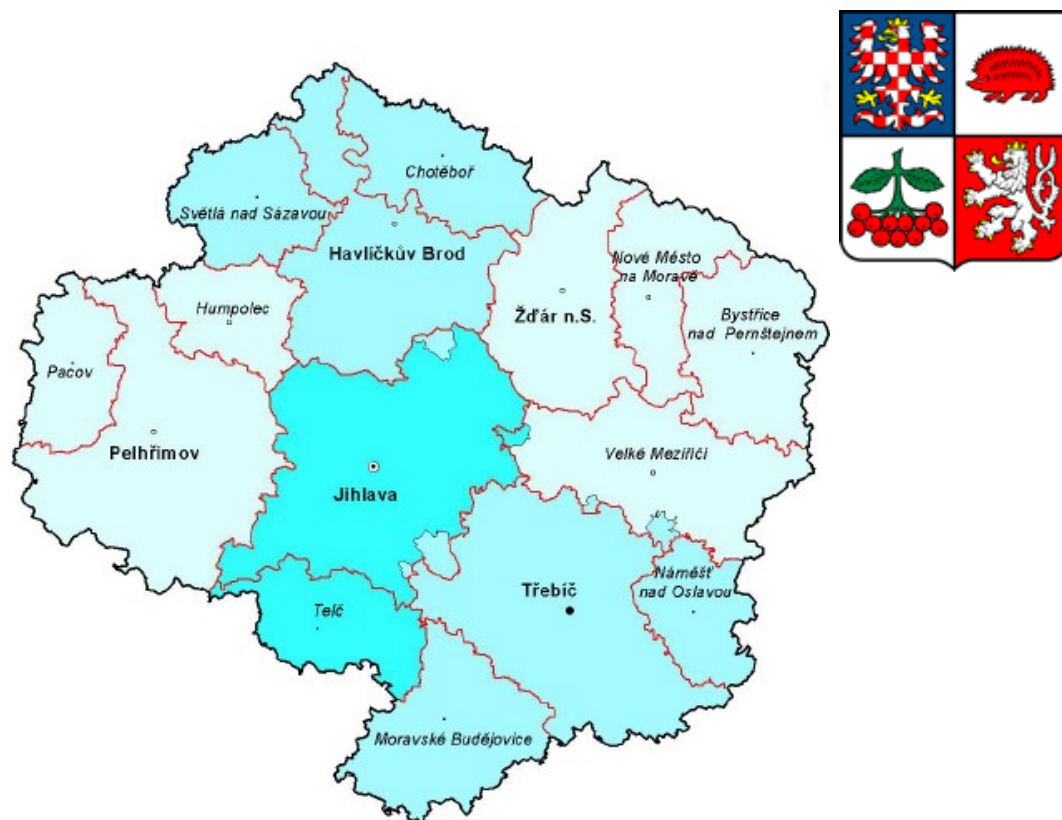 Chotěboř
Světlá nad Sázavou
Havlíčkův Brod
Nové Město
na Moravě
Humpolec
Žďár n.S.
Bystřice
nad Pernštejnem
Pacov
Pelhřimov
Velké Meziříčí
Jihlava
Náměšť
nad Oslavou
Třebíč
Telč
Moravské Budějovice